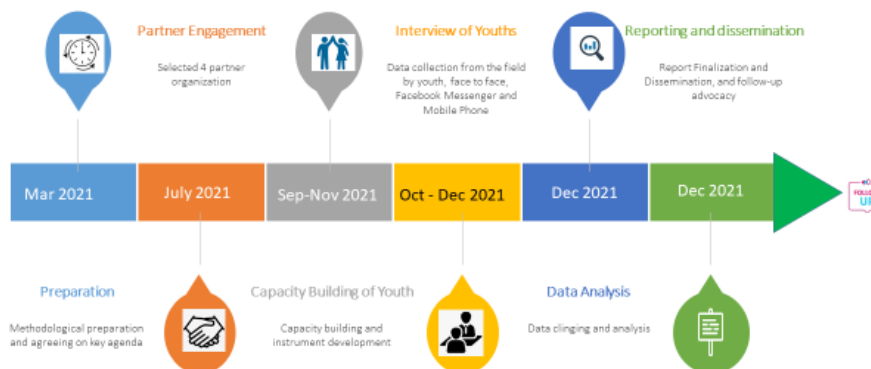 Partner Engagement
Selected 4 partner
organization
Interview of Youths
Data collection from the field
by youth, face to face,
Facebook Messenger and
Mobile Phone
Reporting and dissemination
Report Finalization and
Dissemination, and follow-up
advocacy
Mar 2021
July 2021
Sep-Nov 2021
Oct - Dec 2021
Dec 2021
Dec 2021
UP
Preparation
Methodological preparation
and agreeing on key agenda
Capacity Building of Youth
Capacity building and
instrument development
Data Analysis
Data clinging and analysis